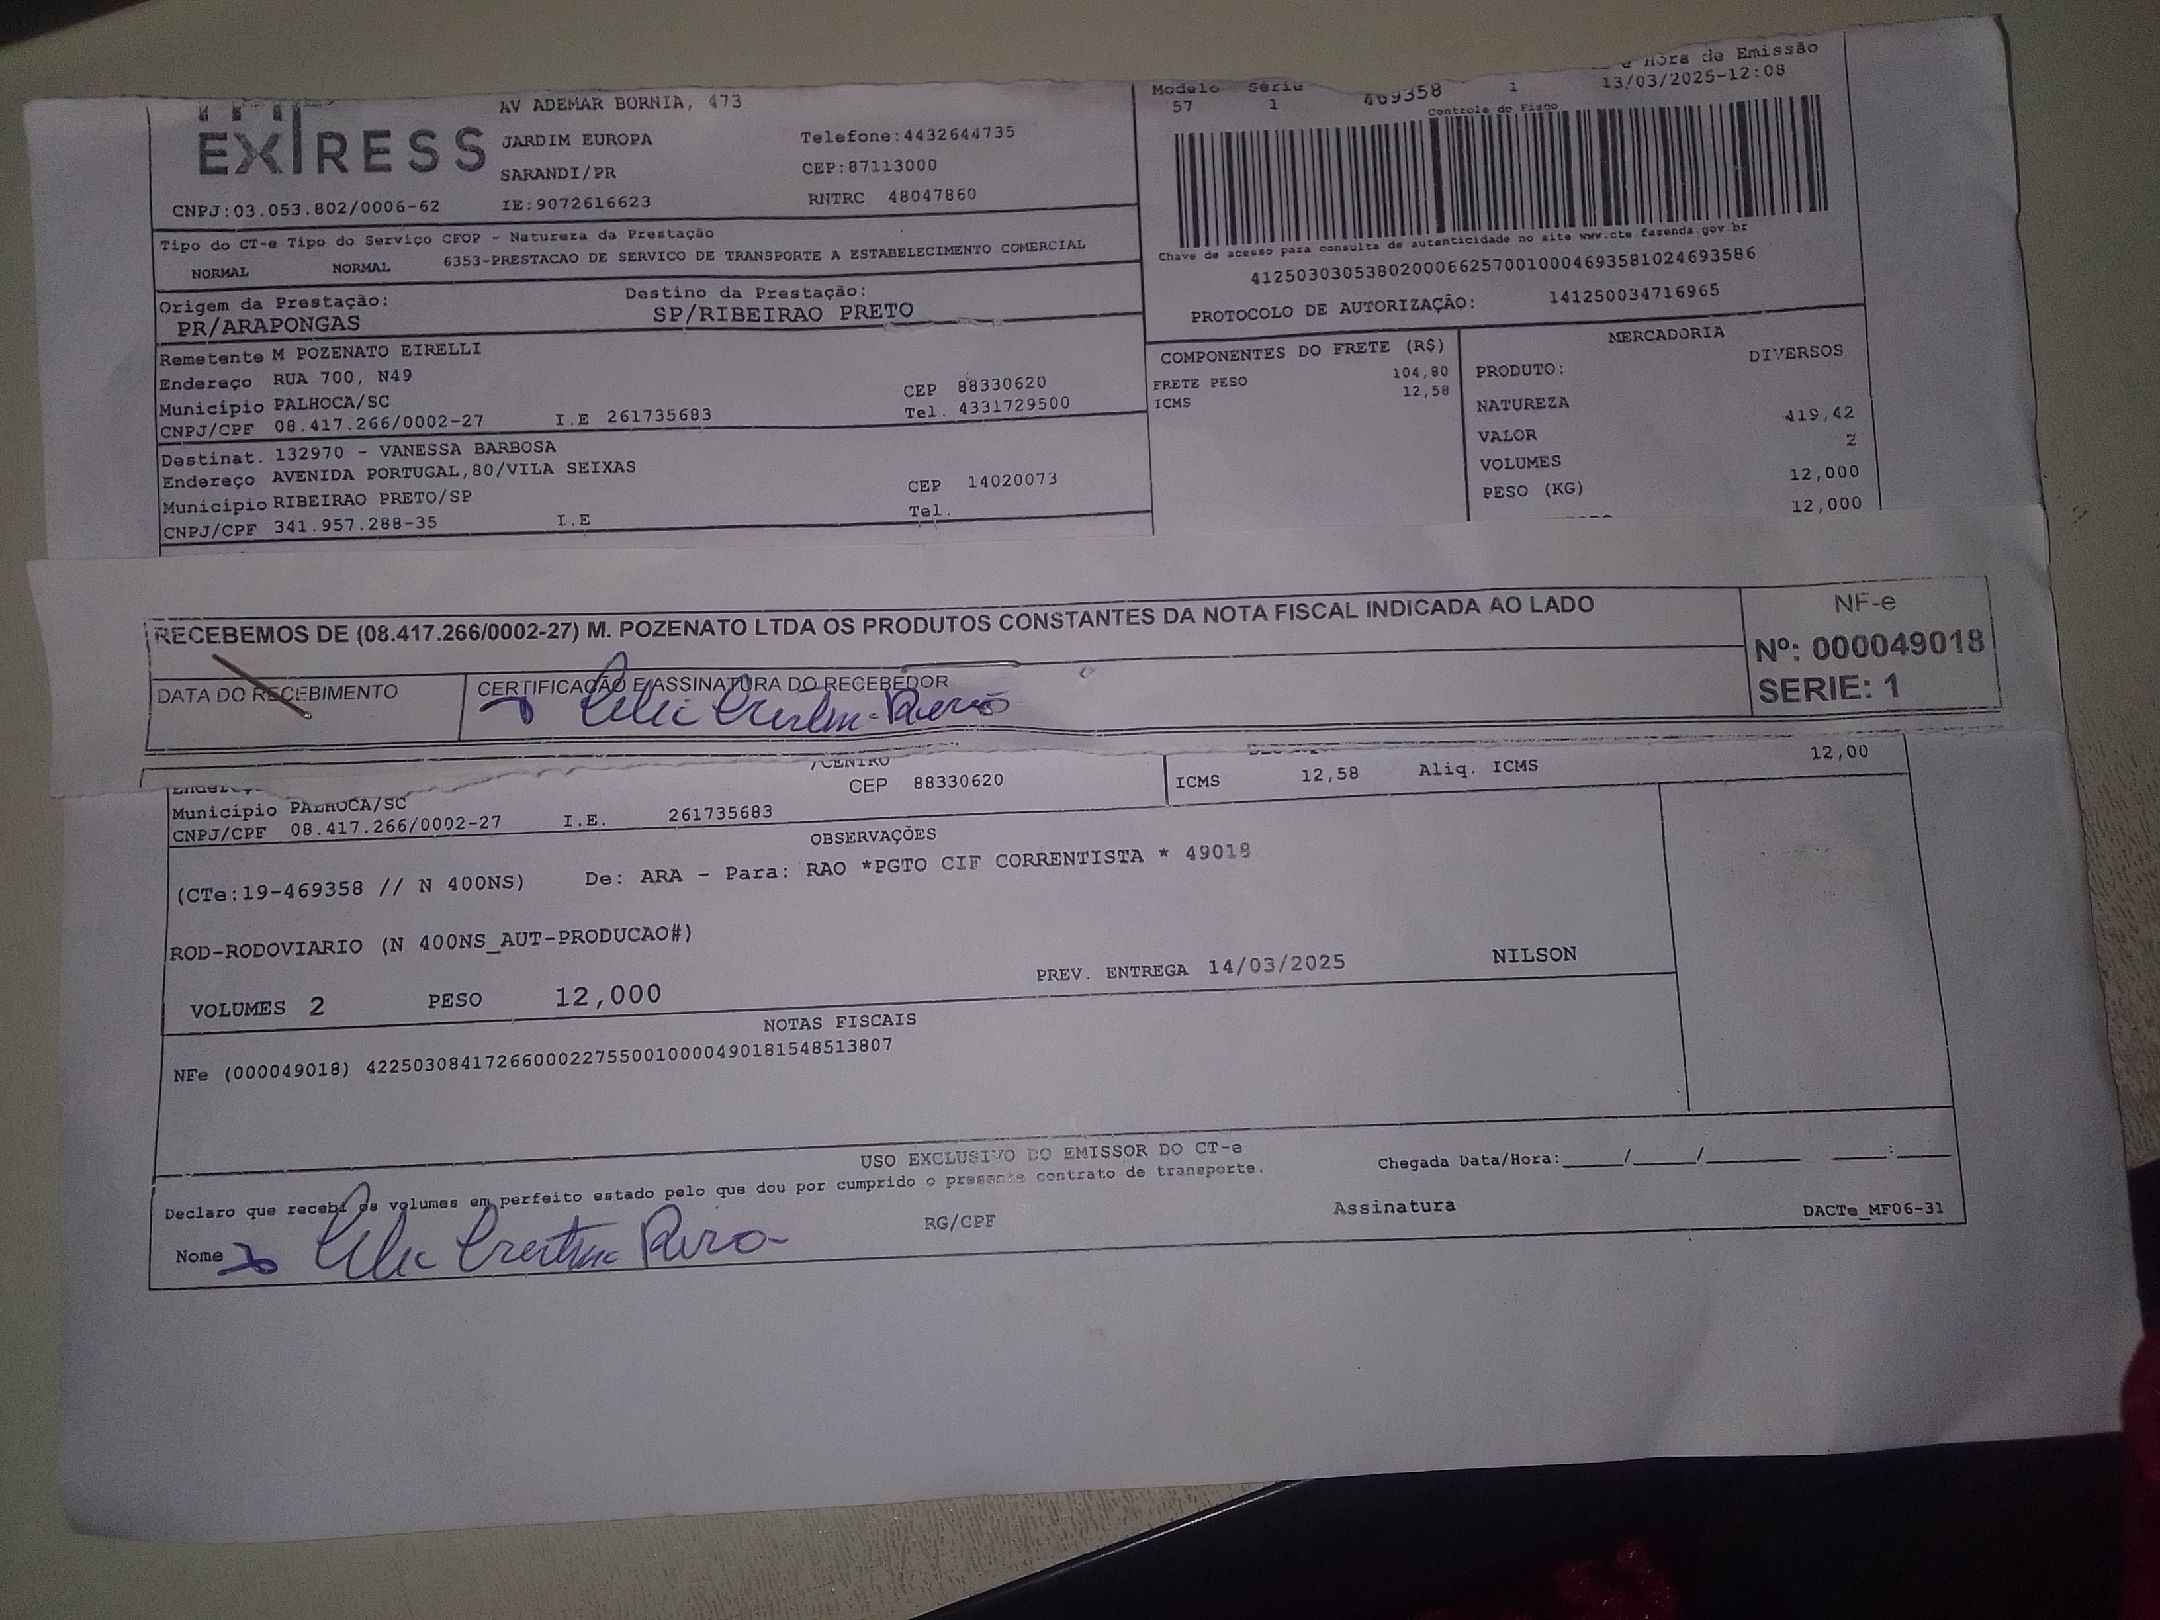 EXPRESS
AV ADEMAR BORNIA, 473
JARDIM EUROPA Telefone:4432644735
SARANDI/PR CEP:87113000
CNPJ:03.053.802/0006-62 IE:9072616623 RNTRC 48047860
Modelo Série
57 1 469358 1 Hora de Emissão
13/03/2025-12:08
Controle do Fisco
Chave de acesso para consulta de autenticidade no site www.cte fazenda.gov.br
41250303053802000662570010004693581024693586
PROTOCOLO DE AUTORIZAÇÃO: 141250034716965
Tipo do CT-e Tipo do Serviço CFOP - Natureza da Prestação
NORMAL NORMAL 6353-PRESTACAO DE SERVICO DE TRANSPORTE A ESTABELECIMENTO COMERCIAL
Origem da Prestação: Destino da Prestação:
PR/ARAPONGAS SP/RIBEIRAO PRETO
Remetente M POZENATO EIRELLI
Endereço RUA 700, N49 CEP 88330620
Município PALHOCA/SC Tel. 4331729500
CNPJ/CPF 08.417.266/0002-27 I.E 261735683
Destinat. 132970 - VANESSA BARBOSA
Endereço AVENIDA PORTUGAL,80/VILA SEIXAS CEP 14020073
Município RIBEIRAO PRETO/SP Tel.
CNPJ/CPF 341.957.288-35 I.E
COMPONENTES DO FRETE (R$)
FRETE PESO 104,80
ICMS 12,58
MERCADORIA
PRODUTO: DIVERSOS
NATUREZA
VALOR 419,42
VOLUMES 2
PESO (KG) 12,000
12,000
RECEBEMOS DE (08.417.266/0002-27) M. POZENATO LTDA OS PRODUTOS CONSTANTES DA NOTA FISCAL INDICADA AO LADO
NF-e
Nº: 000049018
SERIE: 1
DATA DO RECEBIMENTO CERTIFICAÇÃO E ASSINATURA DO RECEBEDOR
/CENTRO
CEP 88330620 ICMS 12,58 Aliq. ICMS 12,00
Município PALHOCA/SC
CNPJ/CPF 08.417.266/0002-27 I.E. 261735683
OBSERVAÇÕES
(CTe:19-469358 // N 400NS) De: ARA - Para: RAO *PGTO CIF CORRENTISTA * 49018
ROD-RODOVIARIO (N 400NS_AUT-PRODUCAO#)
VOLUMES 2 PESO 12,000 PREV. ENTREGA 14/03/2025 NILSON
NOTAS FISCAIS
NFe (000049018) 42250308417266000227550010000490181548513807
USO EXCLUSIVO DO EMISSOR DO CT-e
Declaro que recebi os volumes em perfeito estado pelo que dou por cumprido o presente contrato de transporte. Chegada Data/Hora:____/____/______ ____:____
Nome RG/CPF Assinatura DACTe_MF06-31